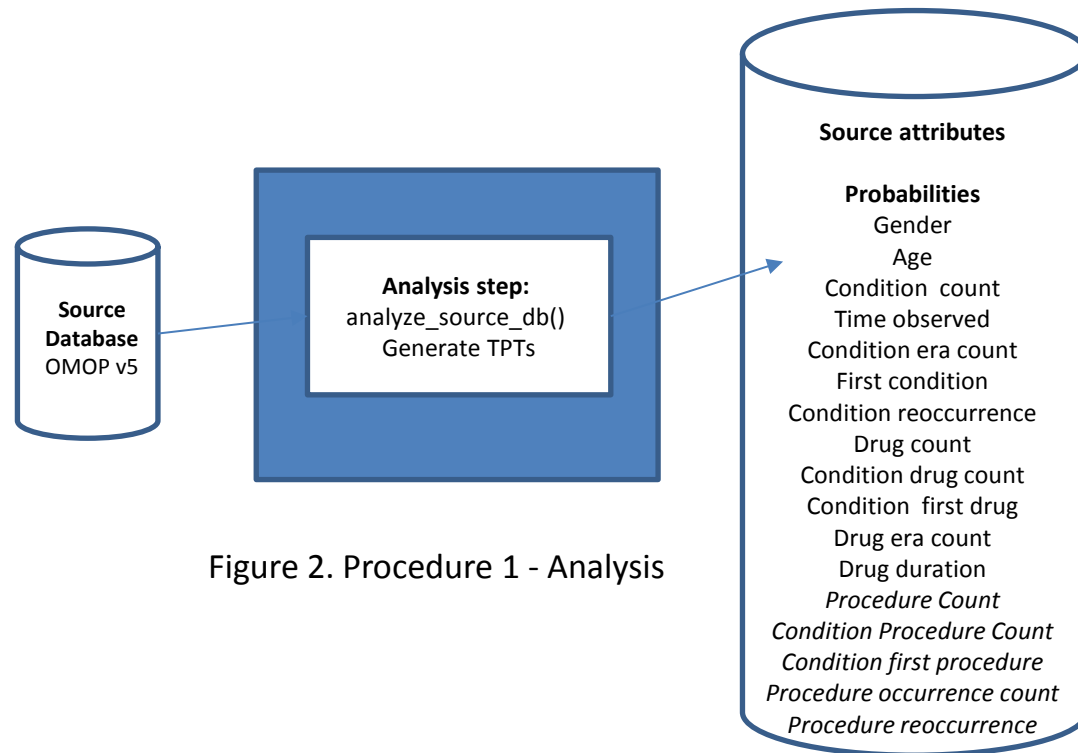 Source
Database
OMOP v5
Analysis step:
analyze_source_db()
Generate TPTs
Source attributes
Probabilities
Gender
Age
Condition  count
Time observed
Condition era count
First condition
Condition reoccurrence
Drug count
Condition drug count
Condition  first drug
Drug era count
Drug duration
Procedure Count
Condition Procedure Count
Condition first procedure
Procedure occurrence count
Procedure reoccurrence
Figure 2. Procedure 1 - Analysis